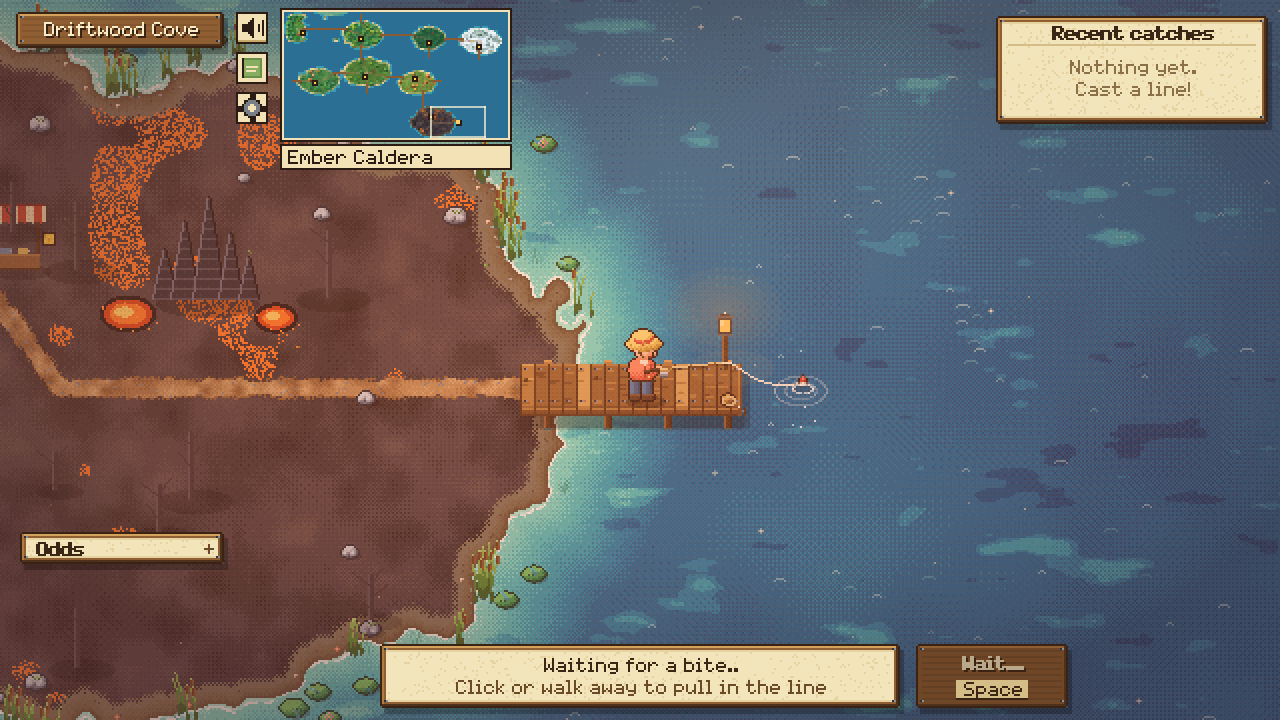 Driftwood Cove
Ember Caldera
Recent catches
Nothing yet.
Cast a line!
Odds +
Waiting for a bite..
Click or walk away to pull in the line
Wait…
Space